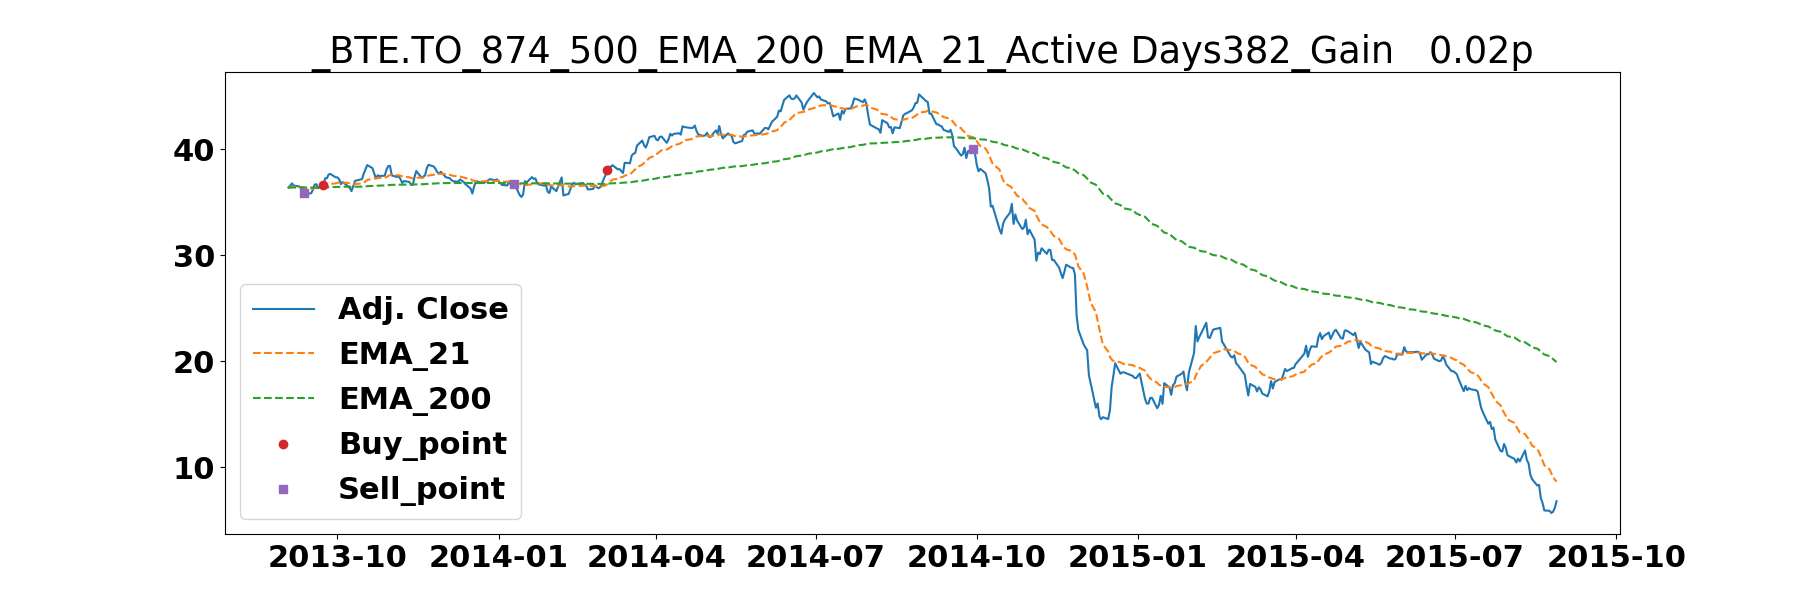 _BTE.TO_874_500_EMA_200_EMA_21_Active Days382_Gain   0.02p
40
30
20
10
Adj. Close
EMA_21
EMA_200
Buy_point
Sell_point
2013-10 2014-01 2014-04 2014-07 2014-10 2015-01 2015-04 2015-07 2015-10